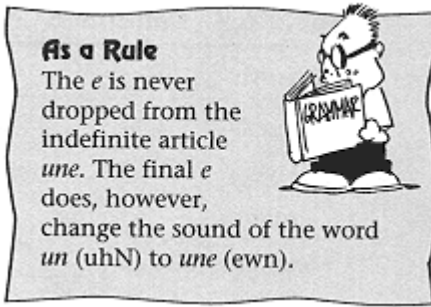 As a Rule
The e is never
dropped from the
indefinite article
une. The final e
does, however,
change the sound of the word
un (uhN) to une (ewn).
GRAMMAR